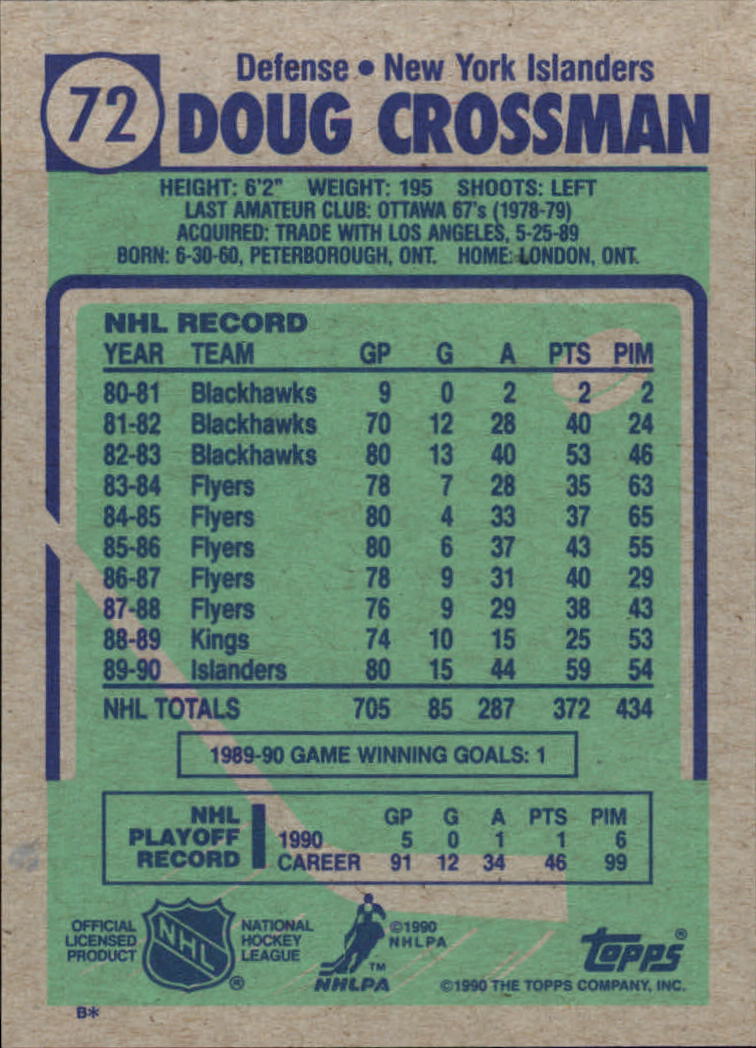 72
Defense • New York Islanders
DOUG CROSSMAN
HEIGHT: 6'2" WEIGHT: 195 SHOOTS: LEFT
LAST AMATEUR CLUB: OTTAWA 67's (1978-79)
ACQUIRED: TRADE WITH LOS ANGELES, 5-25-89
BORN: 6-30-60, PETERBOROUGH, ONT. HOME: LONDON, ONT.
NHL RECORD
YEAR TEAM GP G A PTS PIM
80-81 Blackhawks 9 0 2 2 2
81-82 Blackhawks 70 12 28 40 24
82-83 Blackhawks 80 13 40 53 46
83-84 Flyers 78 7 28 35 63
84-85 Flyers 80 4 33 37 65
85-86 Flyers 80 6 37 43 55
86-87 Flyers 78 9 31 40 29
87-88 Flyers 76 9 29 38 43
88-89 Kings 74 10 15 25 53
89-90 Islanders 80 15 44 59 54
NHL TOTALS 705 85 287 372 434
1989-90 GAME WINNING GOALS: 1
NHL PLAYOFF RECORD
GP G A PTS PIM
1990 5 0 1 1 6
CAREER 91 12 34 46 99
OFFICIAL LICENSED PRODUCT
NHL
®
NATIONAL HOCKEY LEAGUE
©1990 NHLPA
™
NHLPA
topps®
©1990 THE TOPPS COMPANY, INC.
B*